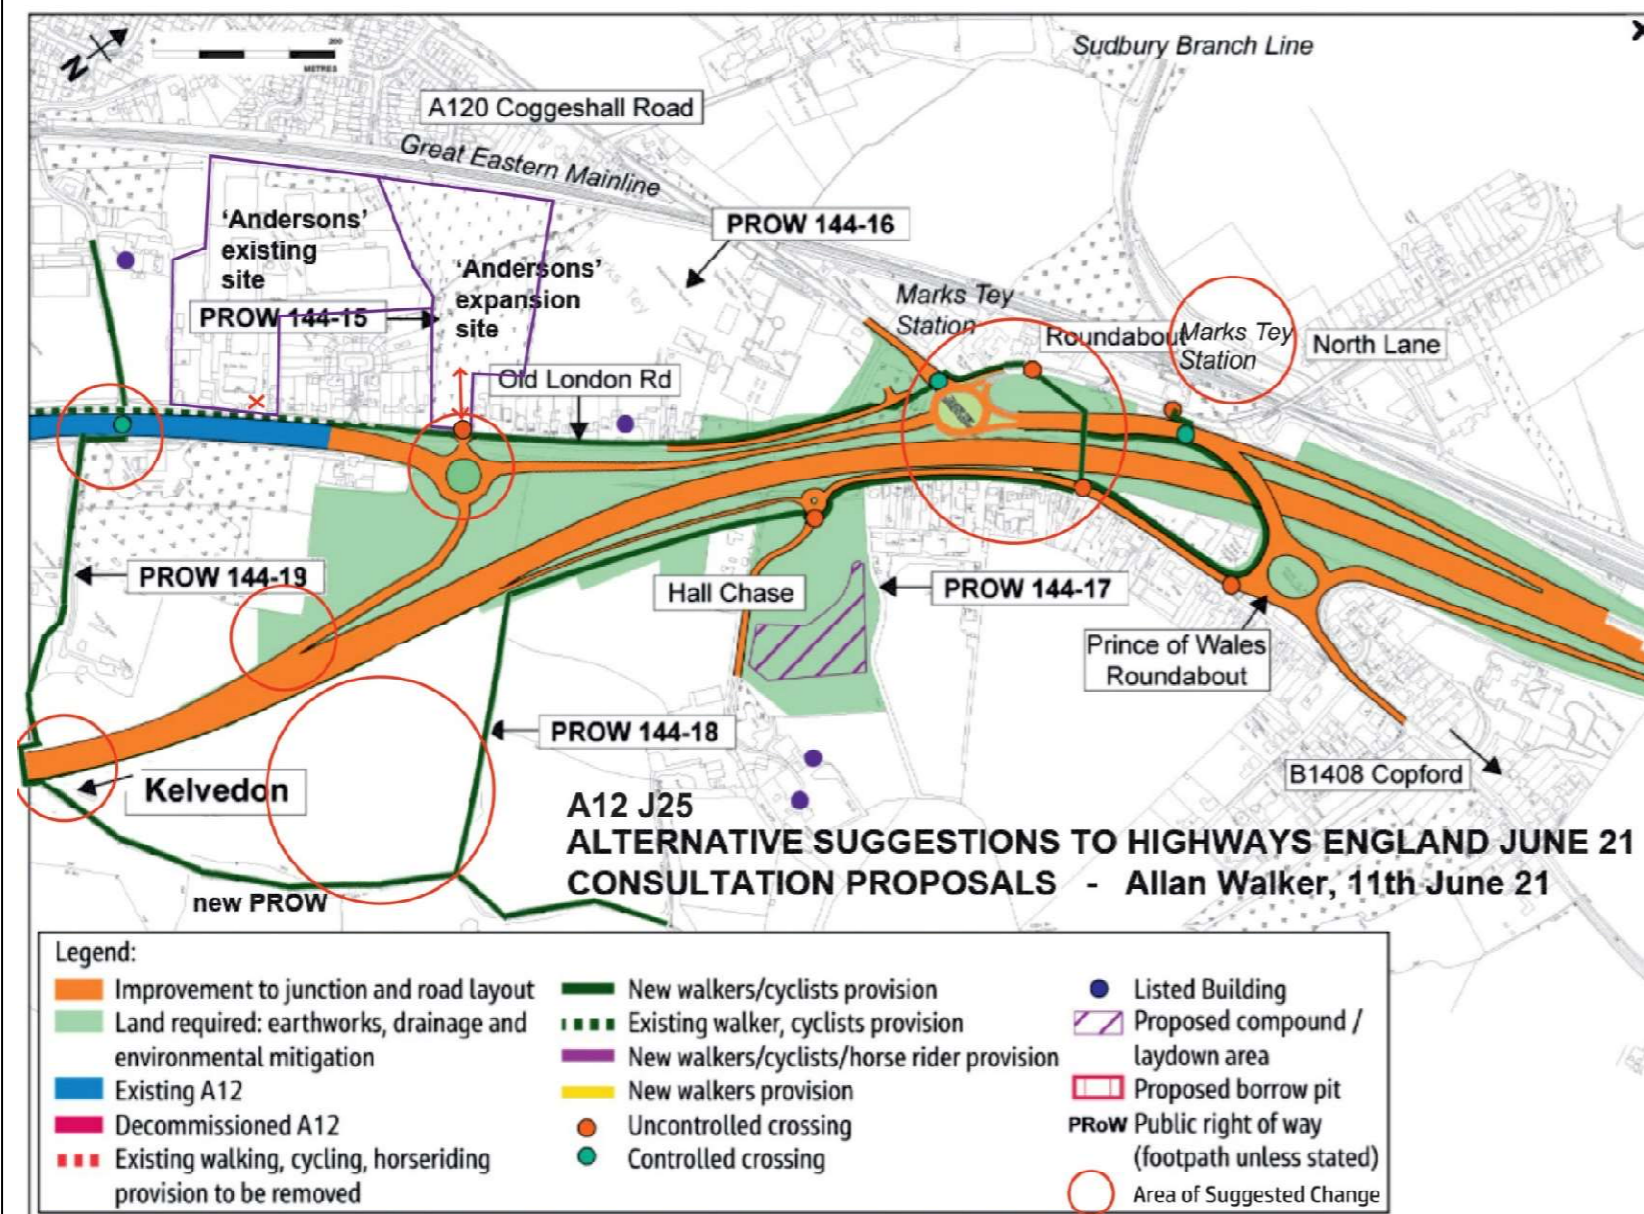 N
0
200
METRES
Sudbury Branch Line
A120 Coggeshall Road
Great Eastern Mainline
'Andersons'
existing
site
PROW 144-15
'Andersons'
expansion
site
PROW 144-16
Marks Tey
Marks Tey
Station
Roundabout
Marks Tey
Station
North Lane
Old London Rd
PROW 144-19
Hall Chase
PROW 144-17
Prince of Wales
Roundabout
PROW 144-18
Kelvedon
B1408 Copford
new PROW
A12 J25
ALTERNATIVE SUGGESTIONS TO HIGHWAYS ENGLAND JUNE 21
CONSULTATION PROPOSALS - Allan Walker, 11th June 21
Legend:
Improvement to junction and road layout
Land required: earthworks, drainage and
environmental mitigation
Existing A12
Decommissioned A12
Existing walking, cycling, horseriding
provision to be removed
New walkers/cyclists provision
Existing walker, cyclists provision
New walkers/cyclists/horse rider provision
New walkers provision
Uncontrolled crossing
Controlled crossing
Listed Building
Proposed compound /
laydown area
Proposed borrow pit
PRoW Public right of way
(footpath unless stated)
Area of Suggested Change